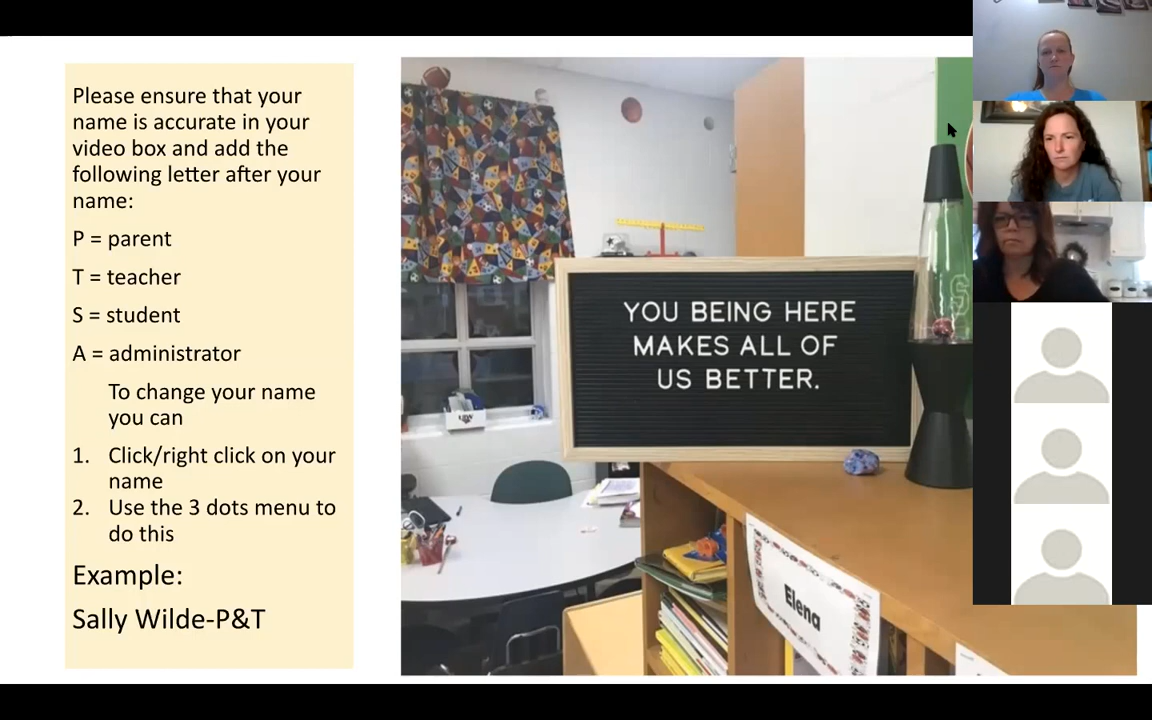 Please ensure that your
name is accurate in your
video box and add the
following letter after your
name:
P = parent
T = teacher
S = student
A = administrator
To change your name
you can
1. Click/right click on your
name
2. Use the 3 dots menu to
do this
Example:
Sally Wilde-P&T
YOU BEING HERE
MAKES ALL OF
US BETTER.
Elena